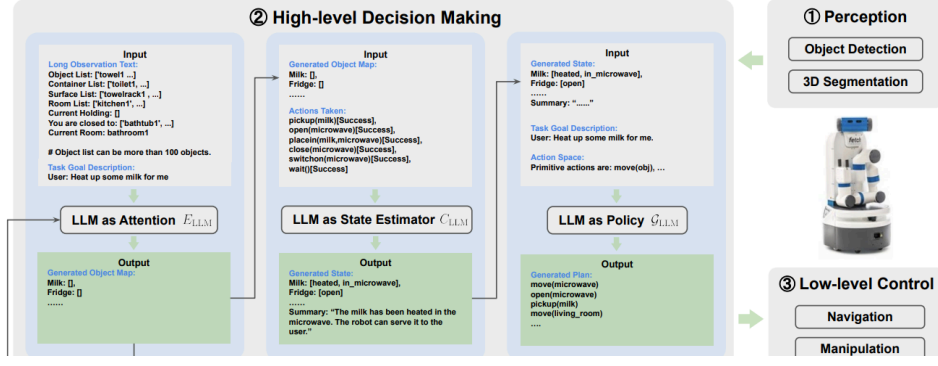 ② High-level Decision Making
Input
Long Observation Text:
Object List: ['towel1 ...]
Container List: ['toilet1, ...]
Surface List: ['towelrack1 , ...]
Room List: ['kitchen1', ...]
Current Holding: []
You are closed to: ['bathtub1', ...]
Current Room: bathroom1
# Object list can be more than 100 objects.
Task Goal Description:
User: Heat up some milk for me
LLM as Attention E_LLM
Output
Generated Object Map:
Milk: [],
Fridge: []
......
Input
Generated Object Map:
Milk: [],
Fridge: []
......
Actions Taken:
pickup(milk)[Success],
open(microwave)[Success],
placein(milk,microwave)[Success],
close(microwave)[Success],
switchon(microwave)[Success],
wait()[Success]
LLM as State Estimator C_LLM
Output
Generated State:
Milk: [heated, in_microwave],
Fridge: [open]
......
Summary: “The milk has been heated in the
microwave. The robot can serve it to the
user.”
Input
Generated State:
Milk: [heated, in_microwave],
Fridge: [open]
......
Summary: “......”
Task Goal Description:
User: Heat up some milk for me.
Action Space:
Primitive actions are: move(obj), ...
LLM as Policy 𝒢_LLM
Output
Generated Plan:
move(microwave)
open(microwave)
pickup(milk)
move(living_room)
....
① Perception
Object Detection
3D Segmentation
③ Low-level Control
Navigation
Manipulation